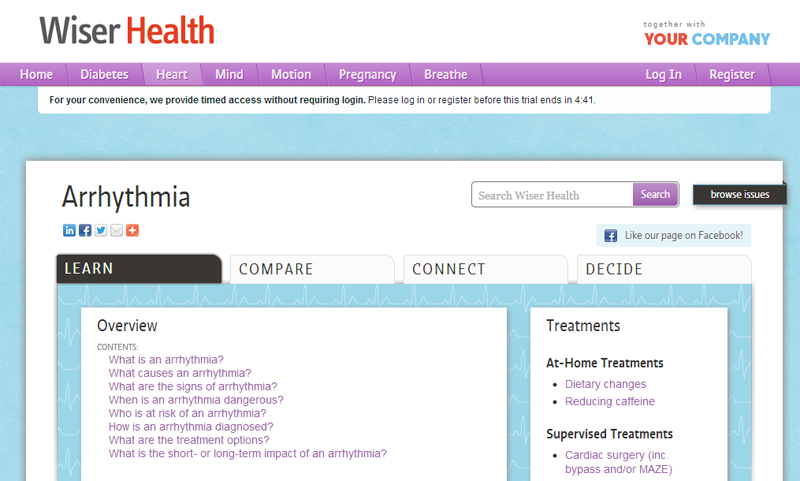 Wiser Health
together with
YOUR COMPANY
Home Diabetes Heart Mind Motion Pregnancy Breathe Log In Register
For your convenience, we provide timed access without requiring login. Please log in or register before this trial ends in 4:41.
Arrhythmia
Search Wiser Health Search browse issues
Like our page on Facebook!
LEARN COMPARE CONNECT DECIDE
Overview
CONTENTS:
What is an arrhythmia?
What causes an arrhythmia?
What are the signs of arrhythmia?
When is an arrhythmia dangerous?
Who is at risk of an arrhythmia?
How is an arrhythmia diagnosed?
What are the treatment options?
What is the short- or long-term impact of an arrhythmia?
Treatments
At-Home Treatments
Dietary changes
Reducing caffeine
Supervised Treatments
Cardiac surgery (inc.
bypass and/or MAZE)